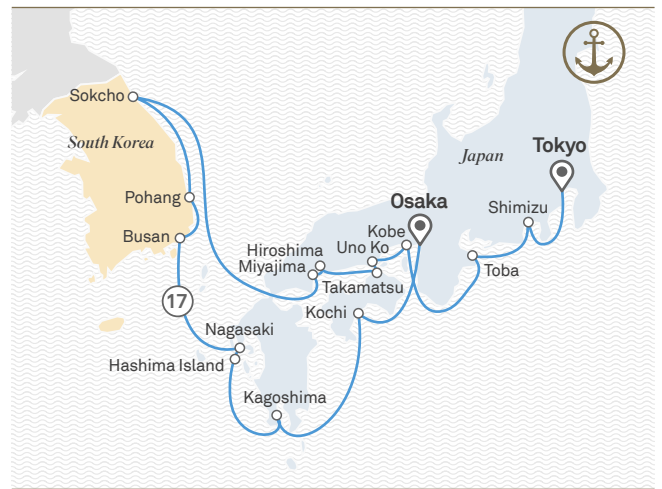 Sokcho
South Korea
Japan
Tokyo
Pohang
Osaka
Shimizu
Busan
Kobe
Hiroshima
Uno Ko
Miyajima
Toba
Takamatsu
17
Kochi
Nagasaki
Hashima Island
Kagoshima